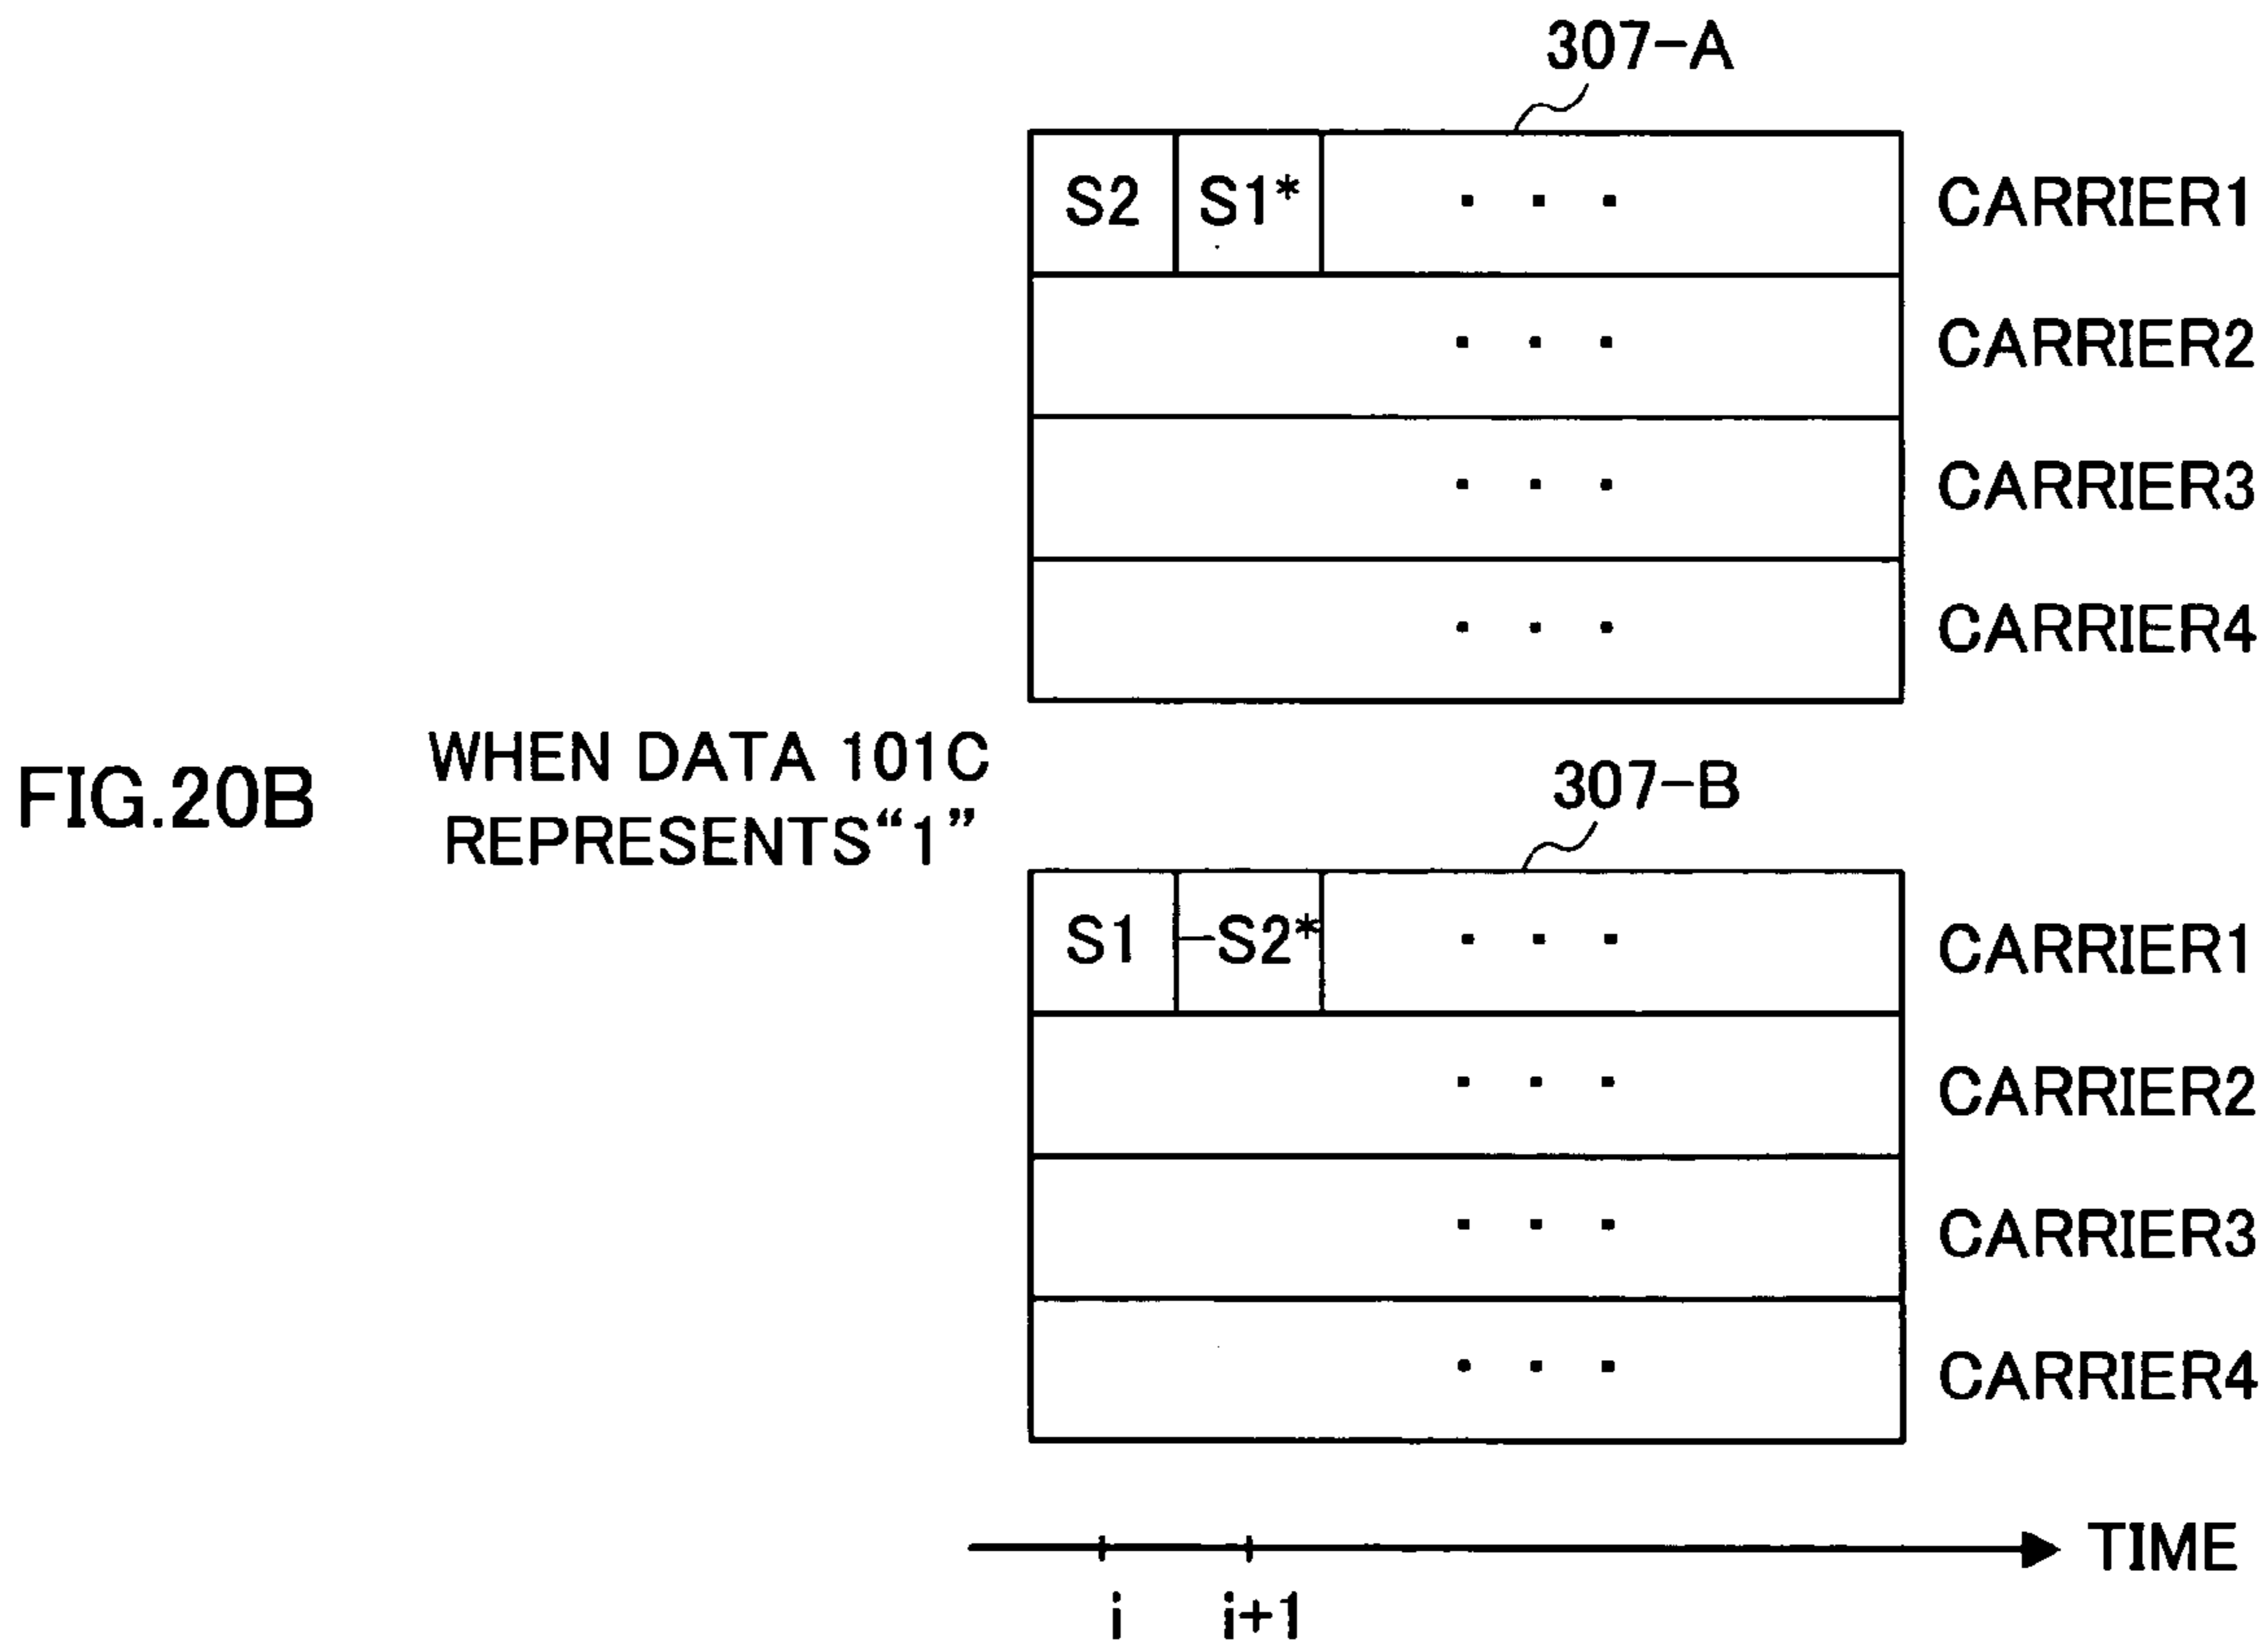 307-A
S2 S1* ・・・ CARRIER1
・・・ CARRIER2
・・・ CARRIER3
・・・ CARRIER4
FIG.20B
WHEN DATA 101C
REPRESENTS“1”
307-B
S1 -S2* ・・・ CARRIER1
・・・ CARRIER2
・・・ CARRIER3
・・・ CARRIER4
TIME
i i+1